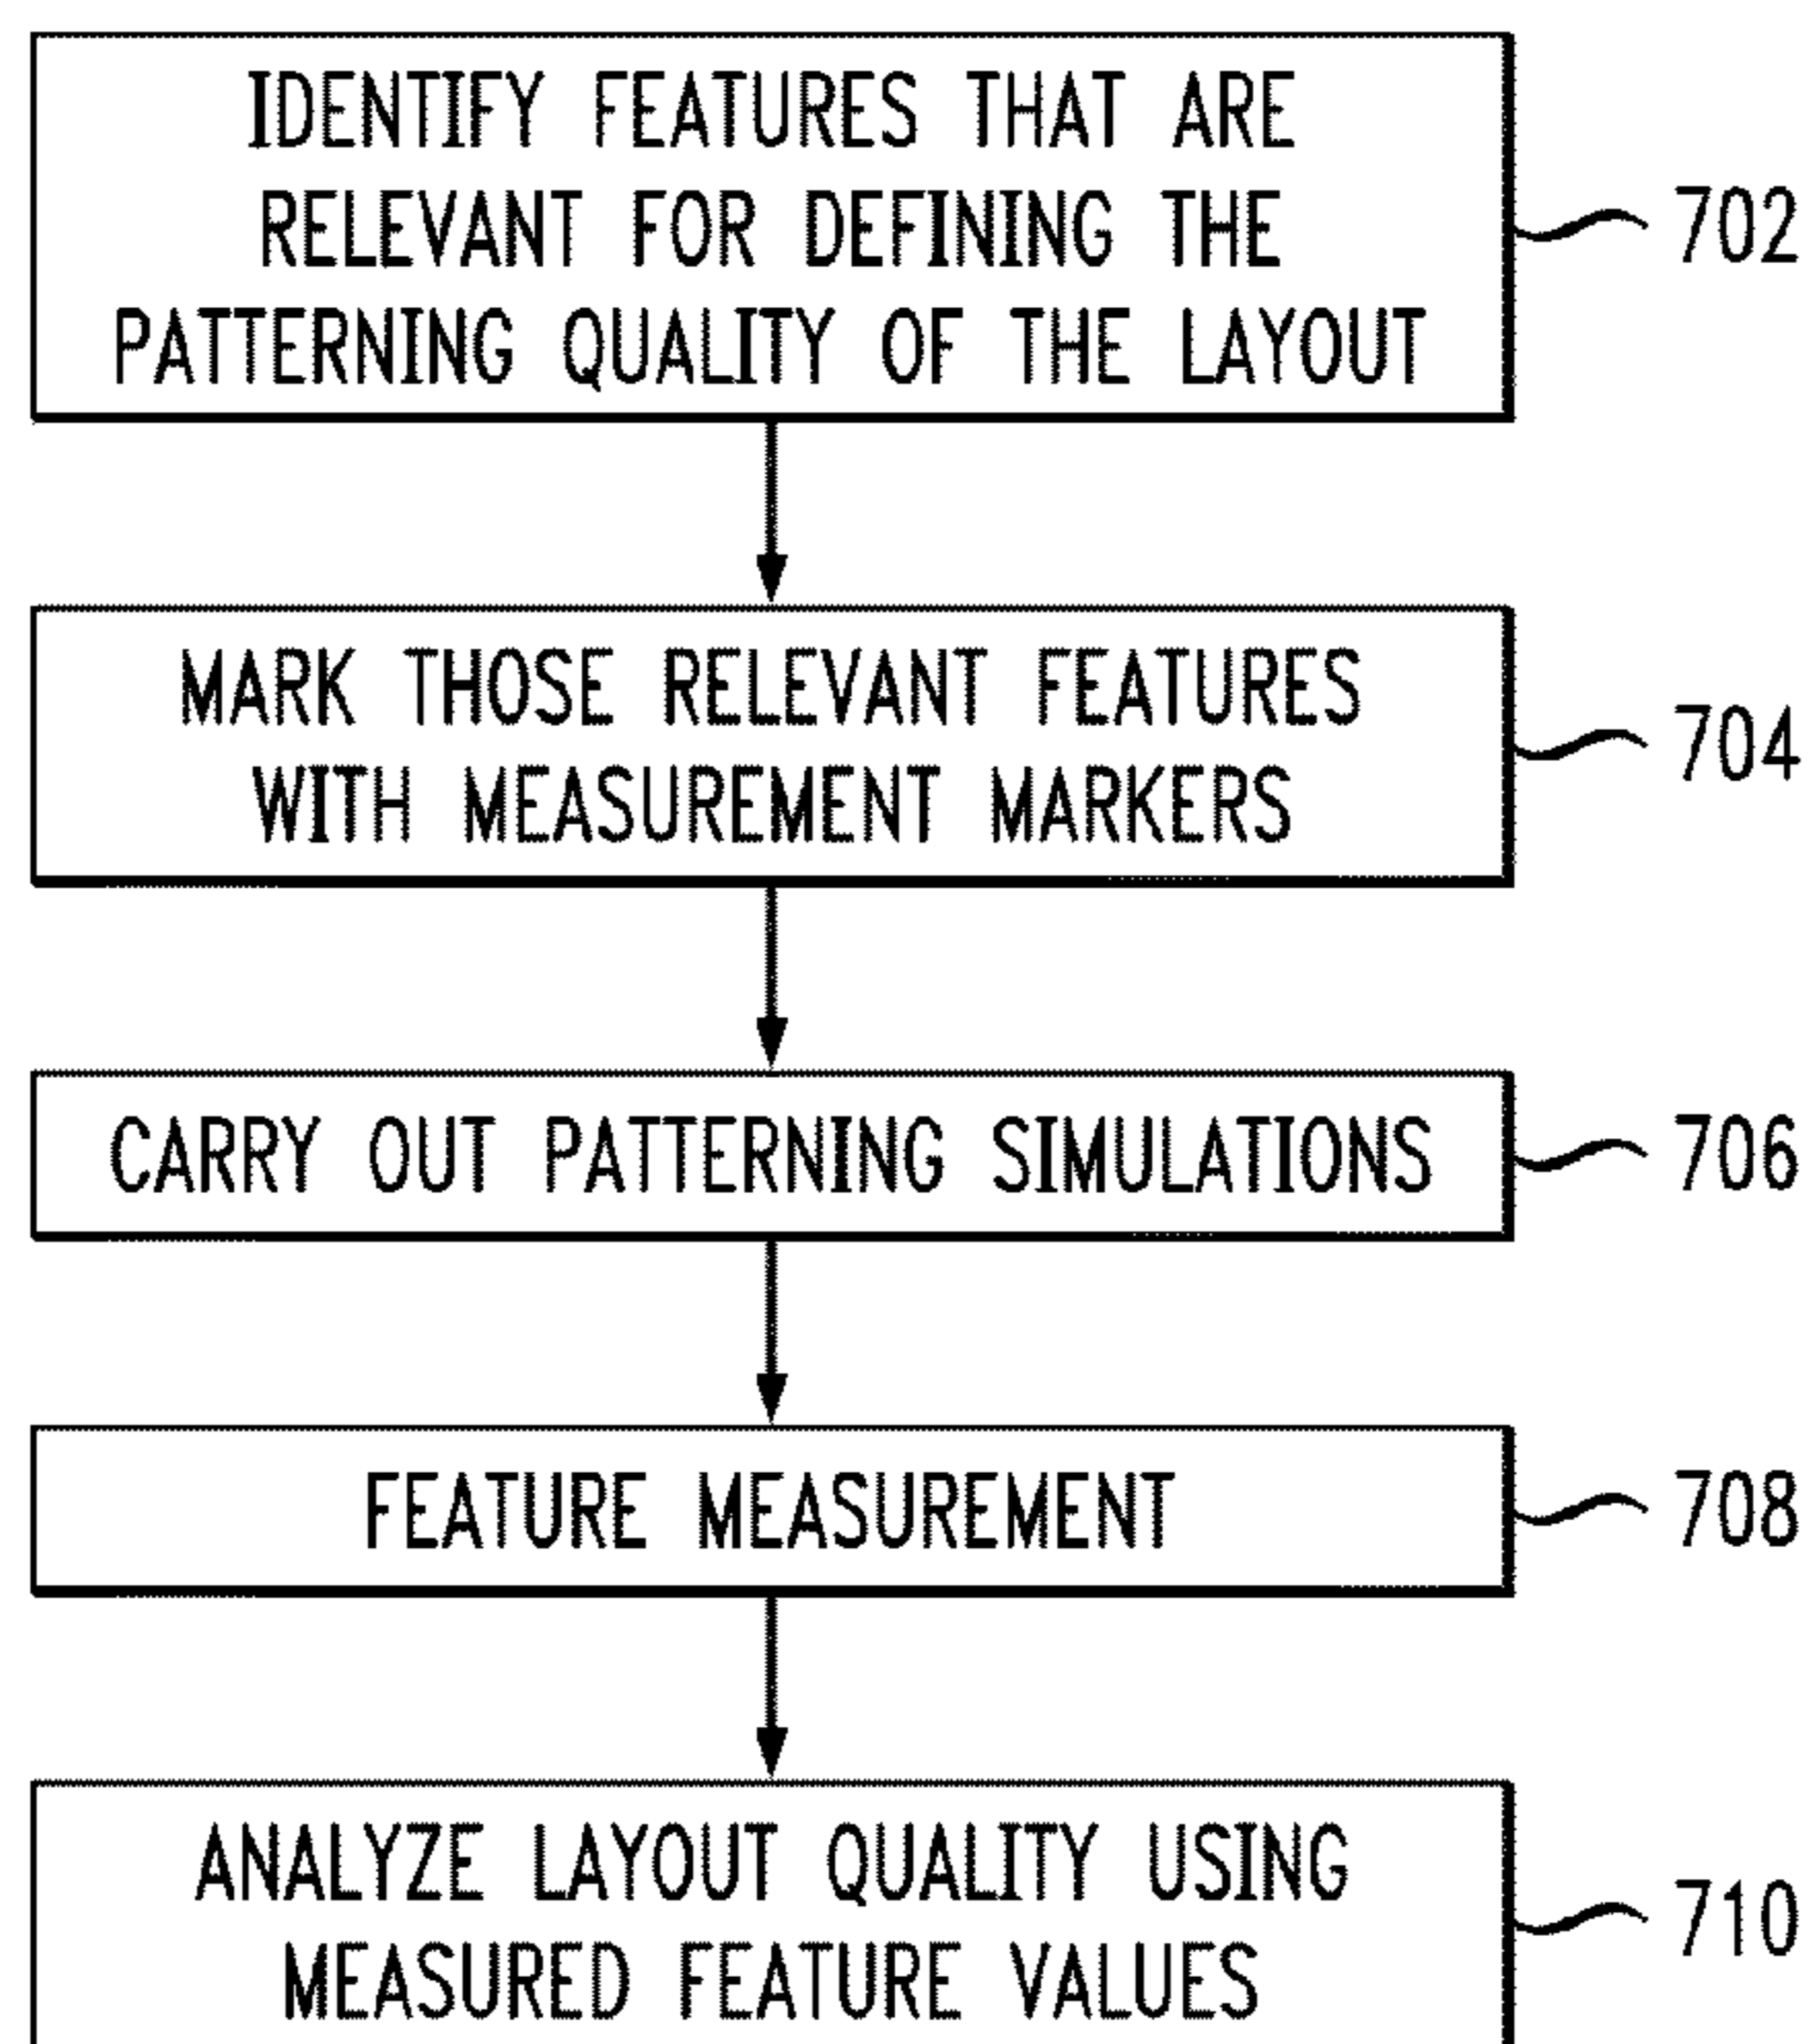 IDENTIFY FEATURES THAT ARE
RELEVANT FOR DEFINING THE
PATTERNING QUALITY OF THE LAYOUT
702
MARK THOSE RELEVANT FEATURES
WITH MEASUREMENT MARKERS
704
CARRY OUT PATTERNING SIMULATIONS
706
FEATURE MEASUREMENT
708
ANALYZE LAYOUT QUALITY USING
MEASURED FEATURE VALUES
710